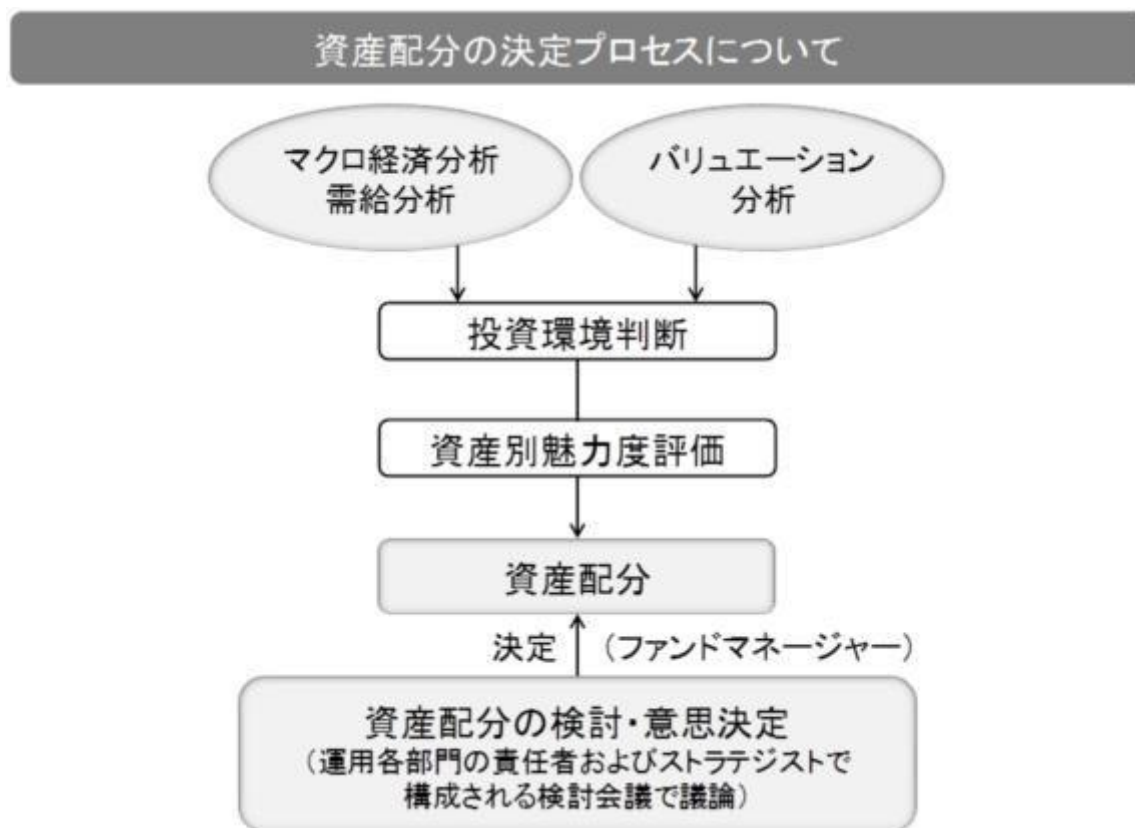 資産配分の決定プロセスについて
マクロ経済分析
需給分析
バリュエーション
分析
投資環境判断
資産別魅力度評価
資産配分
決定 （ファンドマネージャー）
資産配分の検討・意思決定
（運用各部門の責任者およびストラテジストで
構成される検討会議で議論）